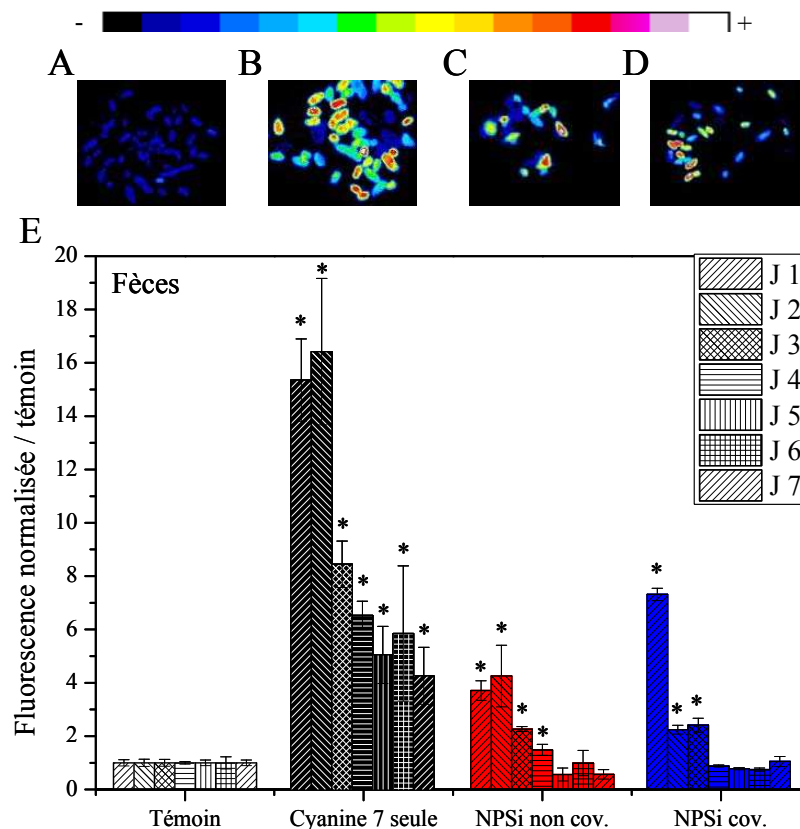 - +
A B C D
E
20
18
16
14
12
10
8
6
4
2
0
Fluorescence normalisée / témoin
Fèces
* *
*
*
*
*
*
*
*
*
*
*
* *
J 1
J 2
J 3
J 4
J 5
J 6
J 7
Témoin Cyanine 7 seule NPSi non cov. NPSi cov.